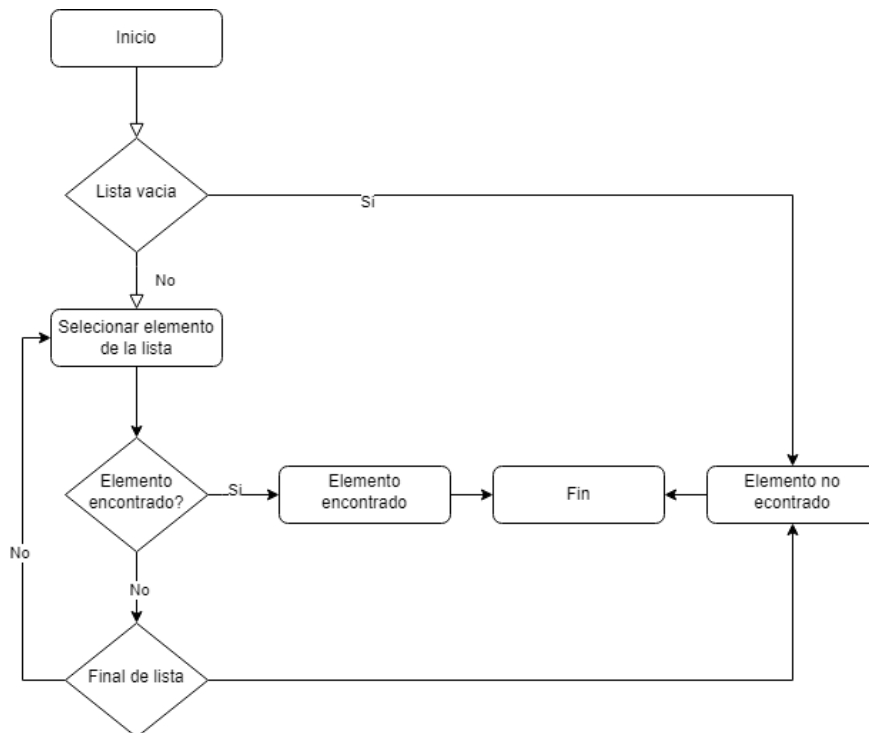 Inicio
Lista vacia
Si
No
Selecionar elemento
de la lista
Elemento
encontrado?
Si
Elemento
encontrado
Fin
Elemento no
econtrado
No
No
Final de lista